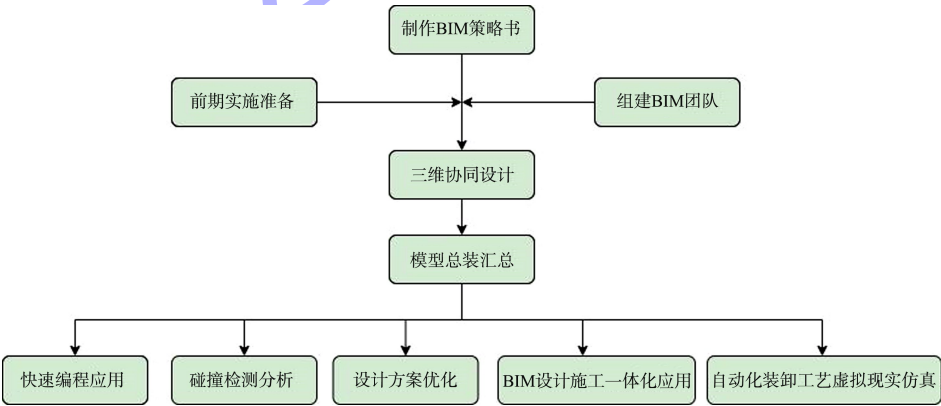 制作BIM策略书
前期实施准备
组建BIM团队
三维协同设计
模型总装汇总
快速编程应用
碰撞检测分析
设计方案优化
BIM设计施工一体化应用
自动化装卸工艺虚拟现实仿真